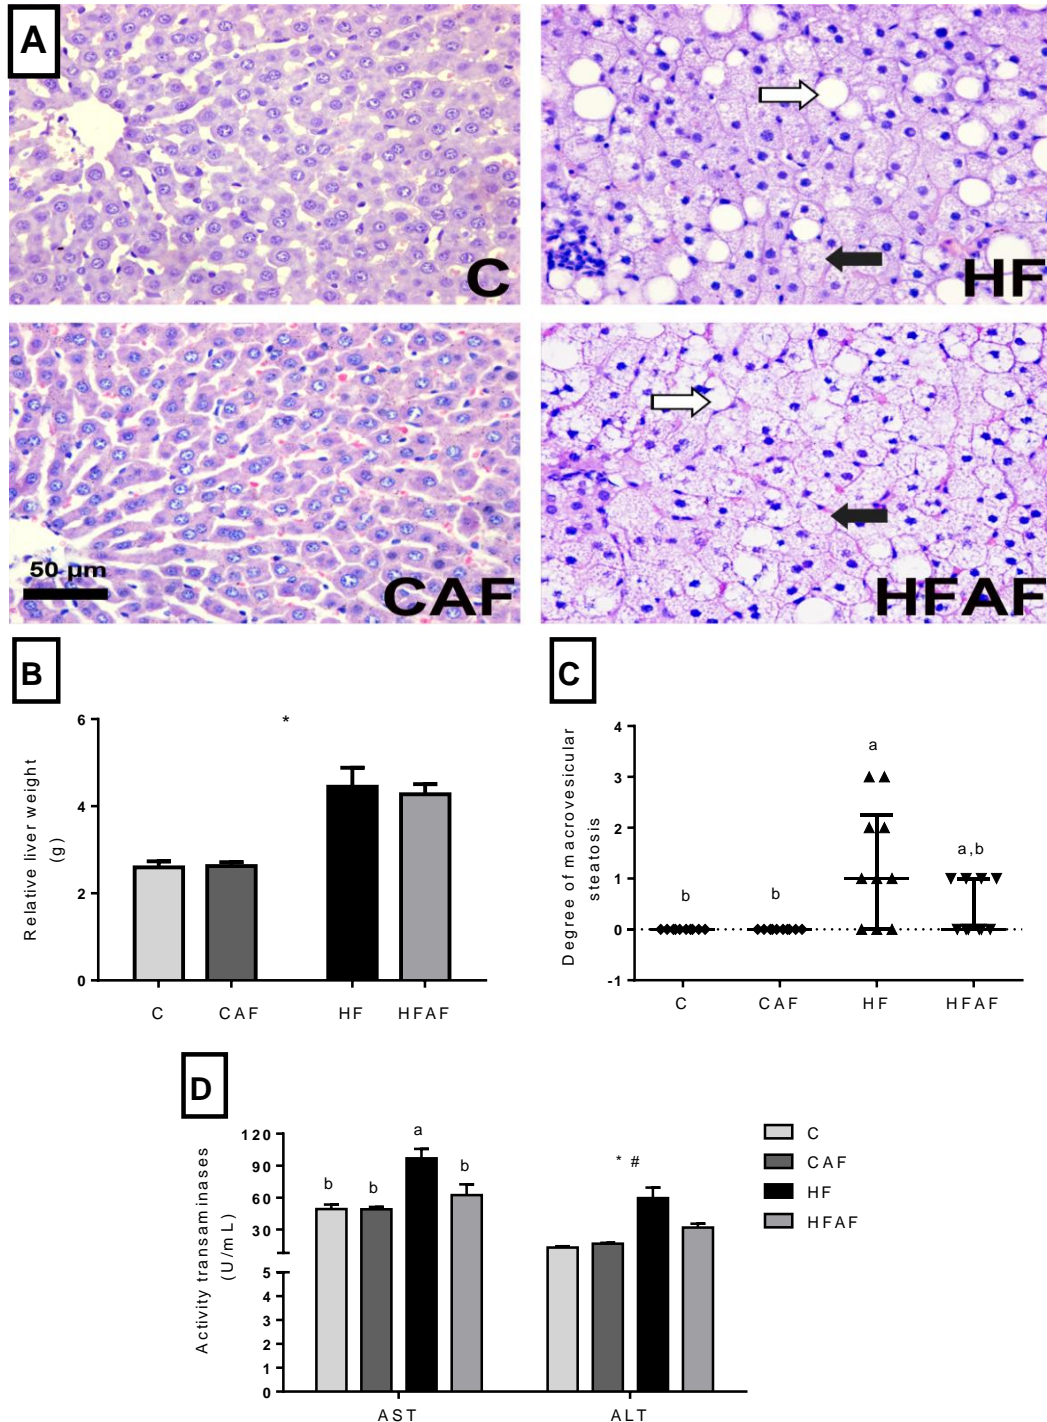 A
C
HF
50 µm
CAF
HFAF
B
Relative liver weight
(g)
6
4
2
0
*
C CAF HF HFAF
C
Degree of macrovesicular
steatosis
4
3
2
1
0
-1
b
b
a
a,b
C CAF HF HFAF
D
Activity transaminases
(U/mL)
120
90
60
30
5
4
3
2
1
0
b
b
a
b
* #
AST ALT
C
CAF
HF
HFAF